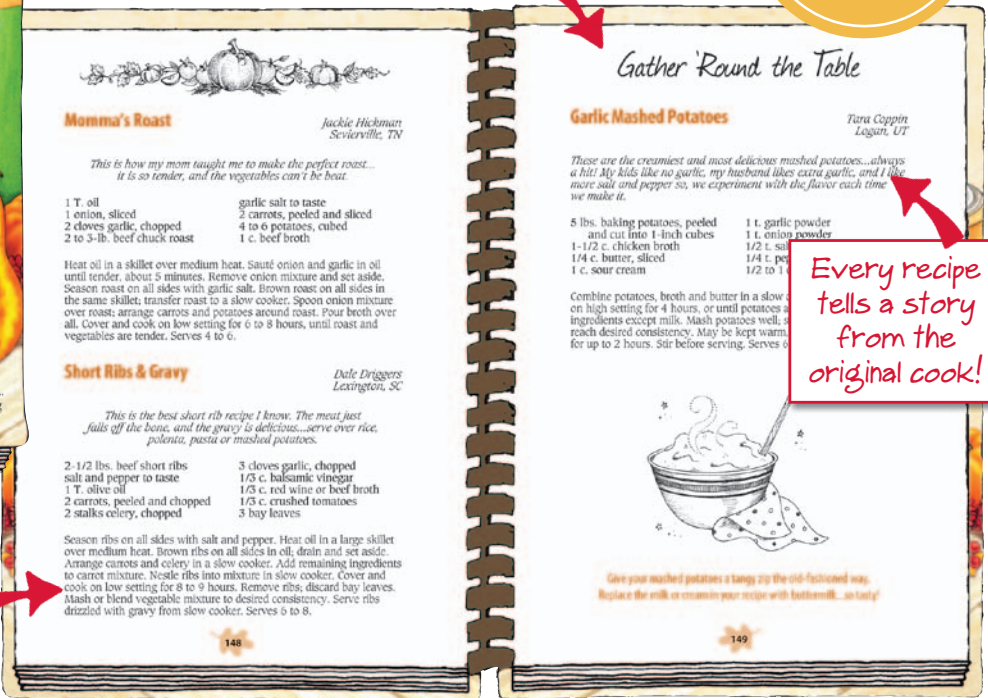 Momma's Roast
Jackie Hickman
Sevierville, TN
This is how my mom taught me to make the perfect roast...
it is so tender, and the vegetables can't be beat.
1 T. oil
1 onion, sliced
2 cloves garlic, chopped
2 to 3-lb. beef chuck roast
garlic salt to taste
2 carrots, peeled and sliced
4 to 6 potatoes, cubed
1 c. beef broth
Heat oil in a skillet over medium heat. Sauté onion and garlic in oil
until tender, about 5 minutes. Remove onion mixture and set aside.
Season roast on all sides with garlic salt. Brown roast on all sides in
the same skillet; transfer roast to a slow cooker. Spoon onion mixture
over roast; arrange carrots and potatoes around roast. Pour broth over
all. Cover and cook on low setting for 6 to 8 hours, until roast and
vegetables are tender. Serves 4 to 6.
Short Ribs & Gravy
Dale Driggers
Lexington, SC
This is the best short rib recipe I know. The meat just
falls off the bone, and the gravy is delicious...serve over rice,
polenta, pasta or mashed potatoes.
2-1/2 lbs. beef short ribs
salt and pepper to taste
1 T. olive oil
2 carrots, peeled and chopped
2 stalks celery, chopped
3 cloves garlic, chopped
1/3 c. balsamic vinegar
1/3 c. red wine or beef broth
1/3 c. crushed tomatoes
3 bay leaves
Season ribs on all sides with salt and pepper. Heat oil in a large skillet
over medium heat. Brown ribs on all sides in oil; drain and set aside.
Arrange carrots and celery in a slow cooker. Add remaining ingredients
to carrot mixture. Nestle ribs into mixture in slow cooker. Cover and
cook on low setting for 8 to 9 hours. Remove ribs; discard bay leaves.
Mash or blend vegetable mixture to desired consistency. Serve ribs
drizzled with gravy from slow cooker. Serves 6 to 8.
148
Gather 'Round the Table
Garlic Mashed Potatoes
Tara Coppin
Logan, UT
These are the creamiest and most delicious mashed potatoes...always
a hit! My kids like no garlic, my husband likes extra garlic, and I like
more salt and pepper so, we experiment with the flavor each time
we make it.
5 lbs. baking potatoes, peeled
and cut into 1-inch cubes
1-1/2 c. chicken broth
1/4 c. butter, sliced
1 c. sour cream
1 t. garlic powder
1 t. onion powder
1/2 t.
1/4 t.
1/2 to 1
Combine potatoes, broth and butter in a slow
on high setting for 4 hours, or until potatoes
ingredients except milk. Mash potatoes well;
reach desired consistency. May be kept warm,
for up to 2 hours. Stir before serving. Serves
Every recipe
tells a story
from the
original cook!
Give your mashed potatoes a tangy zip the old-fashioned way.
Replace the milk or cream in your recipe with buttermilk...so tasty!
149